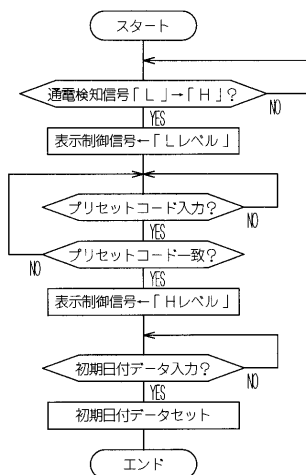 スタート
通電検知信号「L」→「H」?
NO
YES
表示制御信号←「Lレベル」
プリセットコード入力?
NO
YES
プリセットコード一致?
NO
YES
表示制御信号←「Hレベル」
初期日付データ入力?
NO
YES
初期日付データセット
エンド